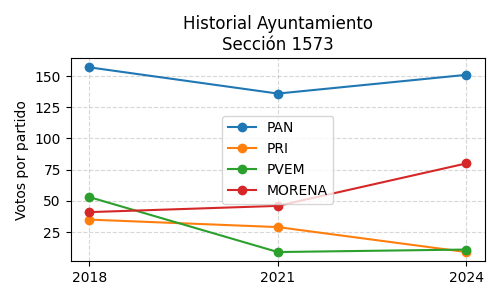 Historial Ayuntamiento
Sección 1573
Votos por partido
150
125
100
75
50
25
PAN
PRI
PVEM
MORENA
2018
2021
2024